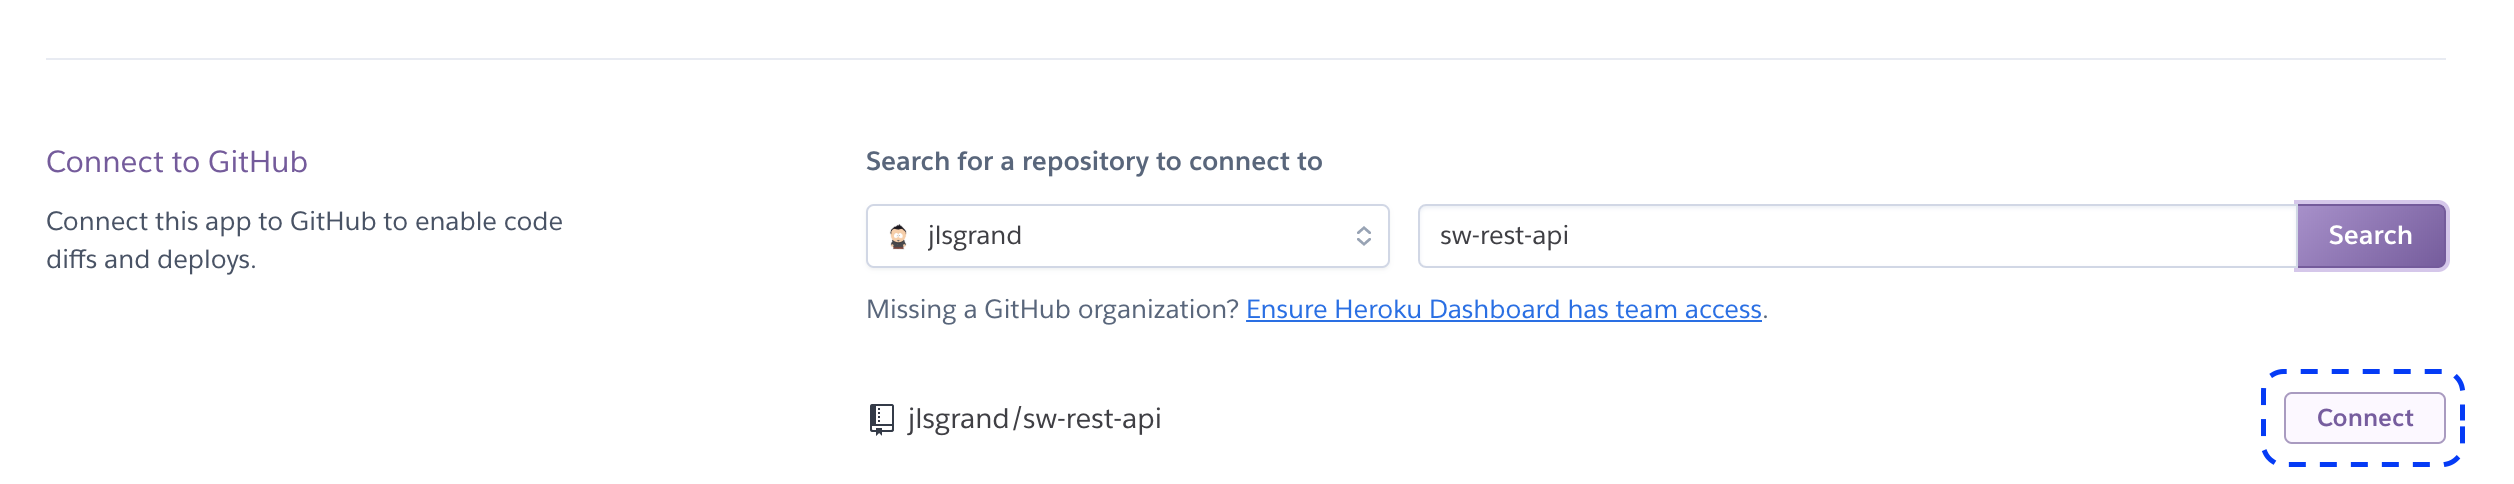 Connect to GitHub
Connect this app to GitHub to enable code
diffs and deploys.
Search for a repository to connect to
jlsgrand
sw-rest-api
Search
Missing a GitHub organization? Ensure Heroku Dashboard has team access.
jlsgrand/sw-rest-api
Connect